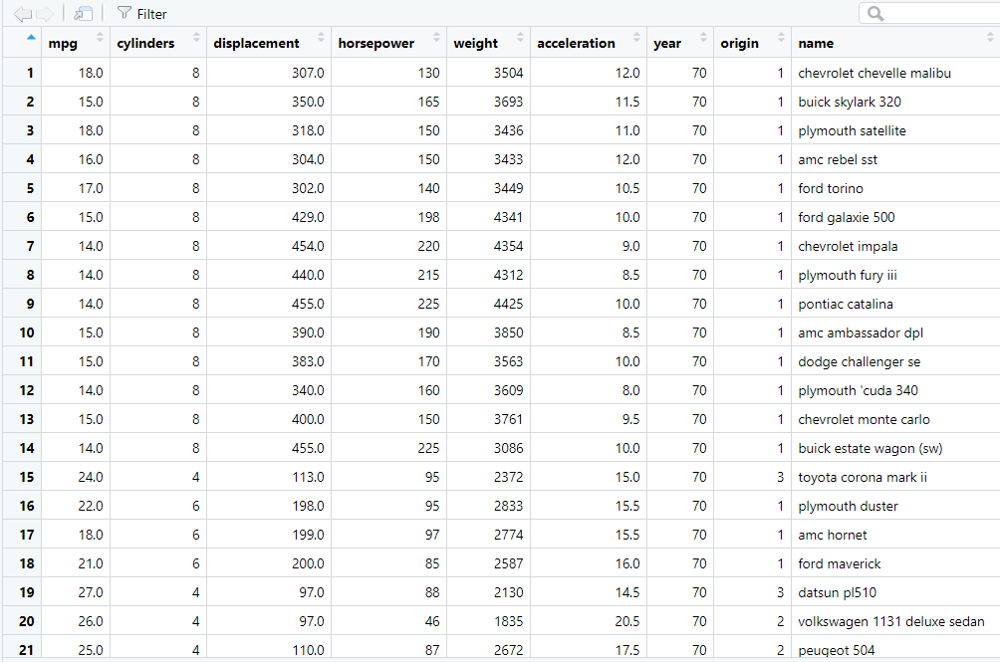 Filter
mpg cylinders displacement horsepower weight acceleration year origin name
1 18.0 8 307.0 130 3504 12.0 70 1 chevrolet chevelle malibu
2 15.0 8 350.0 165 3693 11.5 70 1 buick skylark 320
3 18.0 8 318.0 150 3436 11.0 70 1 plymouth satellite
4 16.0 8 304.0 150 3433 12.0 70 1 amc rebel sst
5 17.0 8 302.0 140 3449 10.5 70 1 ford torino
6 15.0 8 429.0 198 4341 10.0 70 1 ford galaxie 500
7 14.0 8 454.0 220 4354 9.0 70 1 chevrolet impala
8 14.0 8 440.0 215 4312 8.5 70 1 plymouth fury iii
9 14.0 8 455.0 225 4425 10.0 70 1 pontiac catalina
10 15.0 8 390.0 190 3850 8.5 70 1 amc ambassador dpl
11 15.0 8 383.0 170 3563 10.0 70 1 dodge challenger se
12 14.0 8 340.0 160 3609 8.0 70 1 plymouth 'cuda 340
13 15.0 8 400.0 150 3761 9.5 70 1 chevrolet monte carlo
14 14.0 8 455.0 225 3086 10.0 70 1 buick estate wagon (sw)
15 24.0 4 113.0 95 2372 15.0 70 3 toyota corona mark ii
16 22.0 6 198.0 95 2833 15.5 70 1 plymouth duster
17 18.0 6 199.0 97 2774 15.5 70 1 amc hornet
18 21.0 6 200.0 85 2587 16.0 70 1 ford maverick
19 27.0 4 97.0 88 2130 14.5 70 3 datsun pl510
20 26.0 4 97.0 46 1835 20.5 70 2 volkswagen 1131 deluxe sedan
21 25.0 4 110.0 87 2672 17.5 70 2 peugeot 504